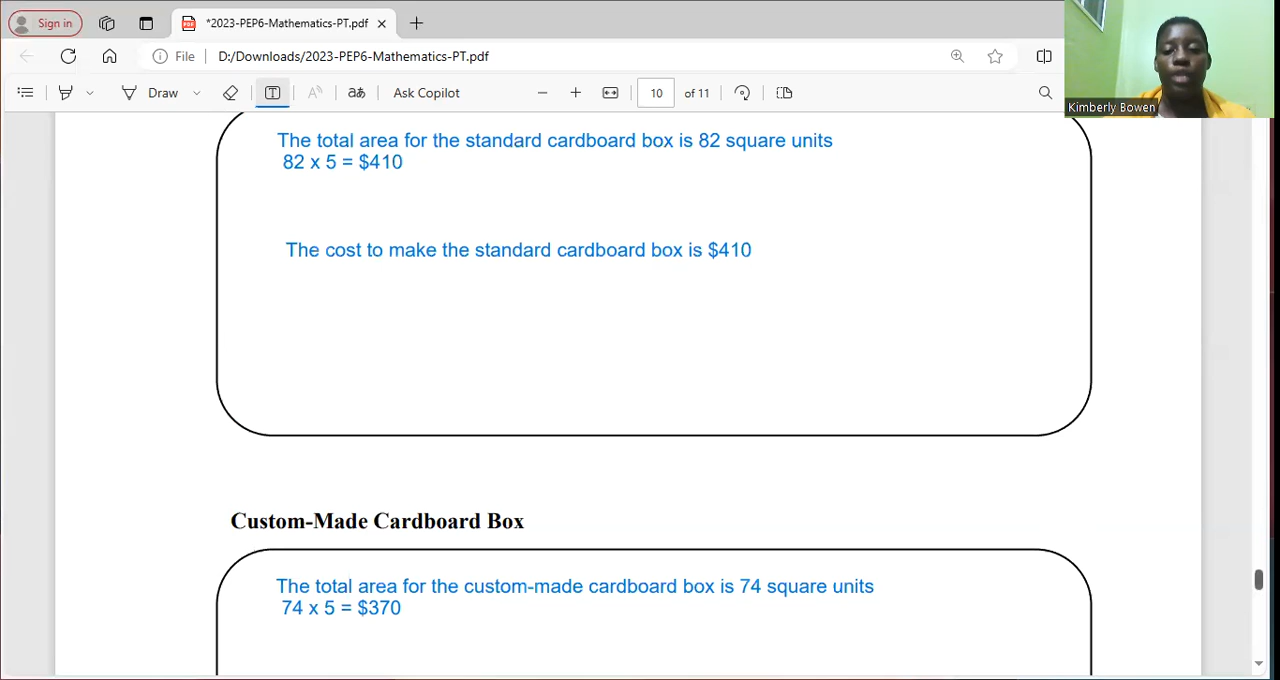 Sign in
*2023-PEP6-Mathematics-PT.pdf
File
D:/Downloads/2023-PEP6-Mathematics-PT.pdf
Draw
aあ
Ask Copilot
10 of 11
Kimberly Bowen
The total area for the standard cardboard box is 82 square units
82 x 5 = $410
The cost to make the standard cardboard box is $410
Custom-Made Cardboard Box
The total area for the custom-made cardboard box is 74 square units
74 x 5 = $370